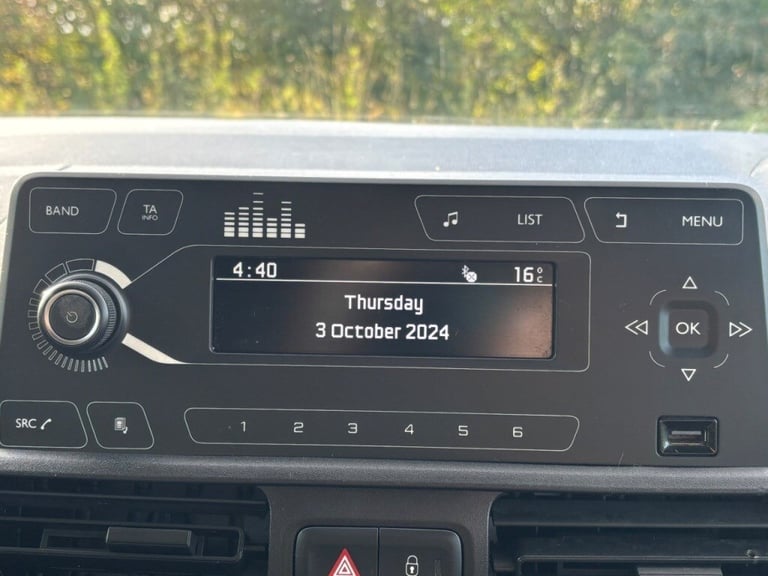 BAND
TA
INFO
LIST
MENU
4:40
16°C
Thursday
3 October 2024
OK
SRC
1 2 3 4 5 6